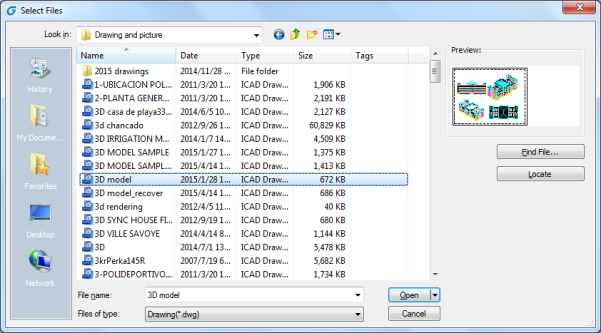 Select Files
Look in: Drawing and picture
Name Date Type Size Tags
2015 drawings 2014/11/28 ... File folder
1-UBICACION POL... 2011/3/20 1... ICAD Draw... 1,906 KB
2-PLANTA GENER... 2011/3/20 1... ICAD Draw... 2,191 KB
3D casa de playa33... 2014/6/5 10... ICAD Draw... 2,127 KB
3d chancado 2012/9/26 1... ICAD Draw... 60,829 KB
3D IRRIGATION M... 2014/1/7 14... ICAD Draw... 4,509 KB
3D MODEL SAMPLE 2015/1/27 1... ICAD Draw... 1,375 KB
3D MODEL SAMPL... 2015/4/14 1... ICAD Draw... 1,413 KB
3D model 2015/1/28 1... ICAD Draw... 672 KB
3D model_recover 2015/4/14 1... ICAD Draw... 686 KB
3d rendering 2012/4/5 11... ICAD Draw... 40 KB
3D SYNC HOUSE FI... 2012/9/19 1... ICAD Draw... 680 KB
3D VILLE SAVOYE 2014/4/14 8... ICAD Draw... 1,144 KB
3D 2014/7/1 13... ICAD Draw... 5,478 KB
3krPerka145R 2007/7/19 6... ICAD Draw... 5,682 KB
3-POLIDEPORTIVO... 2011/3/20 1... ICAD Draw... 1,734 KB
History
My Docume...
Favorites
Desktop
Network
Preview:
Find File...
Locate
File name: 3D model
Open
Files of type: Drawing(*.dwg)
Cancel